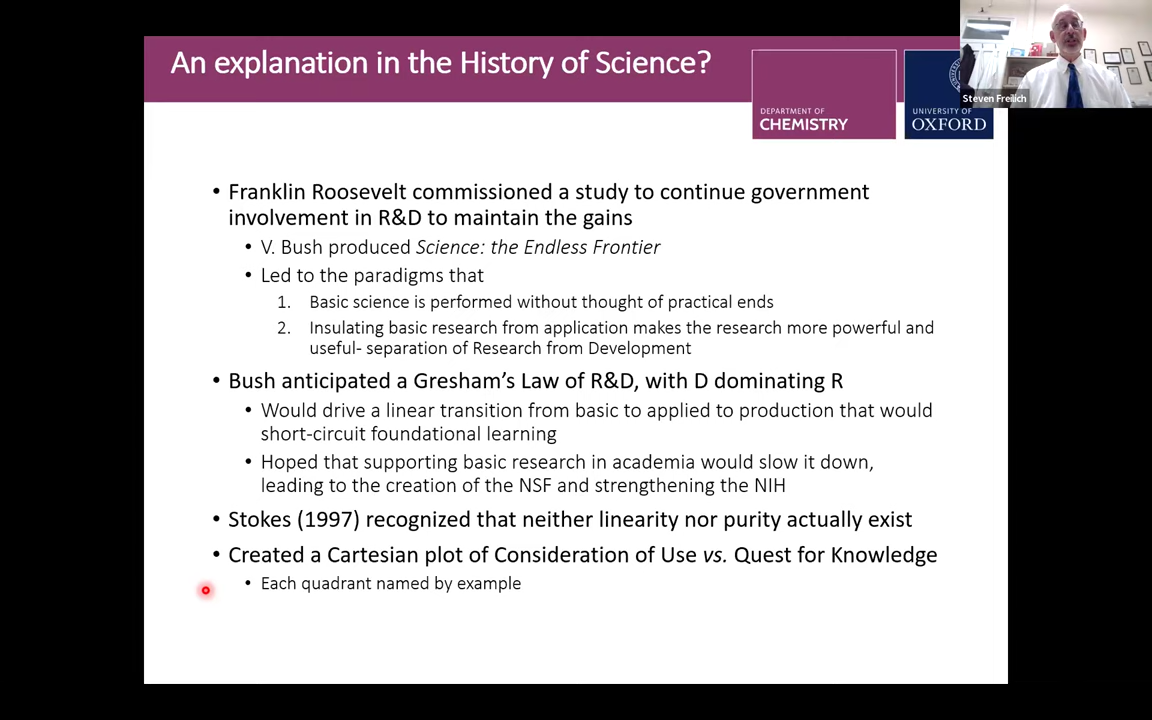 An explanation in the History of Science?
DEPARTMENT OF
CHEMISTRY
UNIVERSITY OF
OXFORD
Steven Freilich
• Franklin Roosevelt commissioned a study to continue government
involvement in R&D to maintain the gains
• V. Bush produced Science: the Endless Frontier
• Led to the paradigms that
1. Basic science is performed without thought of practical ends
2. Insulating basic research from application makes the research more powerful and
useful- separation of Research from Development
• Bush anticipated a Gresham's Law of R&D, with D dominating R
• Would drive a linear transition from basic to applied to production that would
short-circuit foundational learning
• Hoped that supporting basic research in academia would slow it down,
leading to the creation of the NSF and strengthening the NIH
• Stokes (1997) recognized that neither linearity nor purity actually exist
• Created a Cartesian plot of Consideration of Use vs. Quest for Knowledge
• Each quadrant named by example